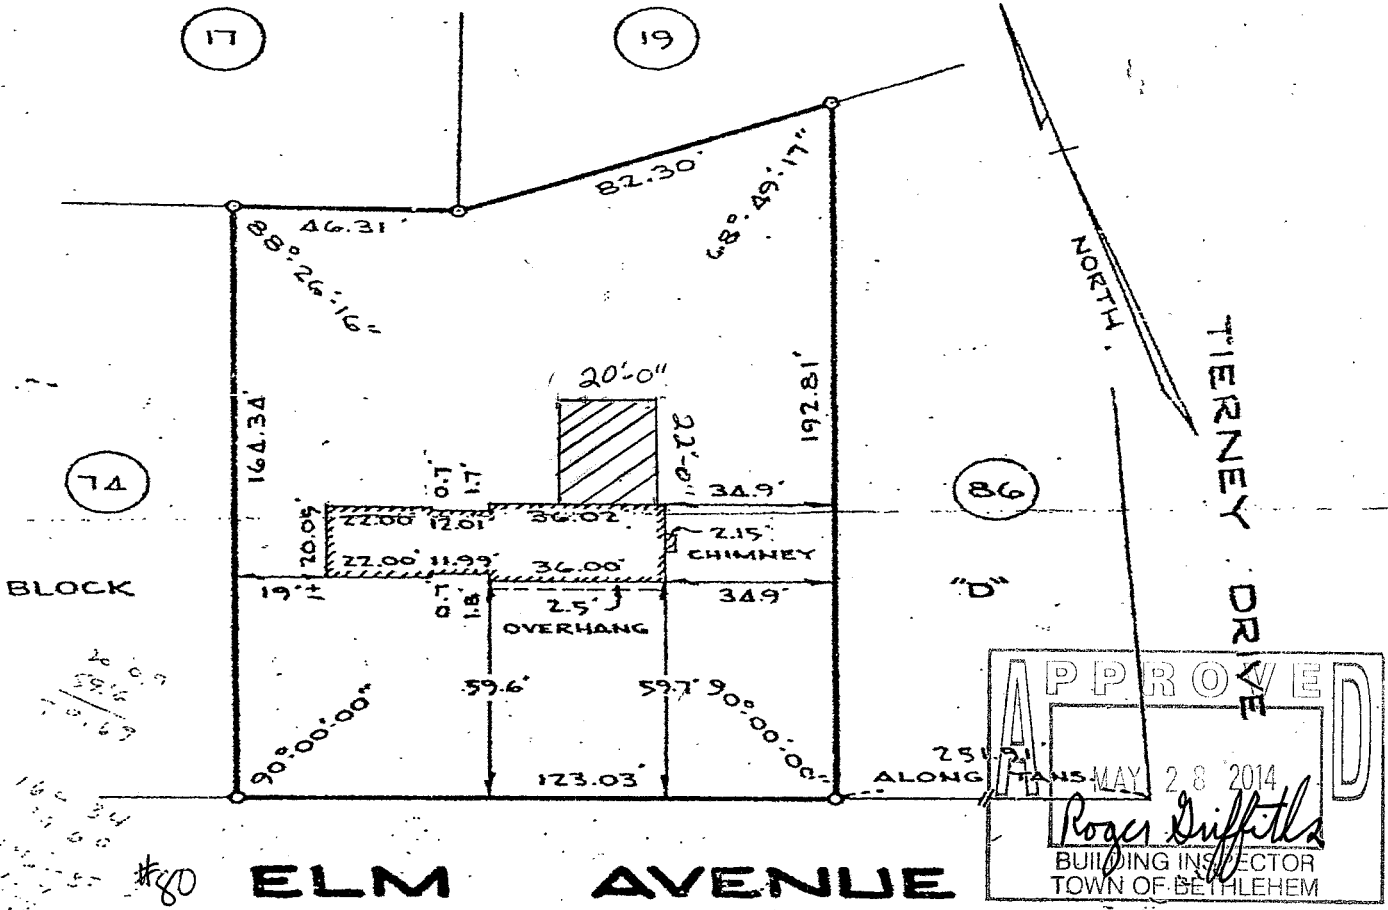 17
19
82.30'
68°·49'·17"
46.31'
88°·26'·16"
NORTH
TIERNEY DRIVE
20'-0"
22'-0"
192.81'
164.34'
74
0.7'
1.7'
34.9'
86
22.00' 12.01' 36.02'
20.05'
2.15'
CHIMNEY
22.00' 11.99' 36.00'
BLOCK
19'±
0.7'
1.8'
2.5'
OVERHANG
34.9'
"D"
59.6'
59.7'
90°·00'·00"
90°·00'·00"
123.03'
251.91'
ALONG TANS.
APPROVED
MAY 28 2014
Roger Griffiths
BUILDING INSPECTOR
TOWN OF BETHLEHEM
#80
ELM AVENUE